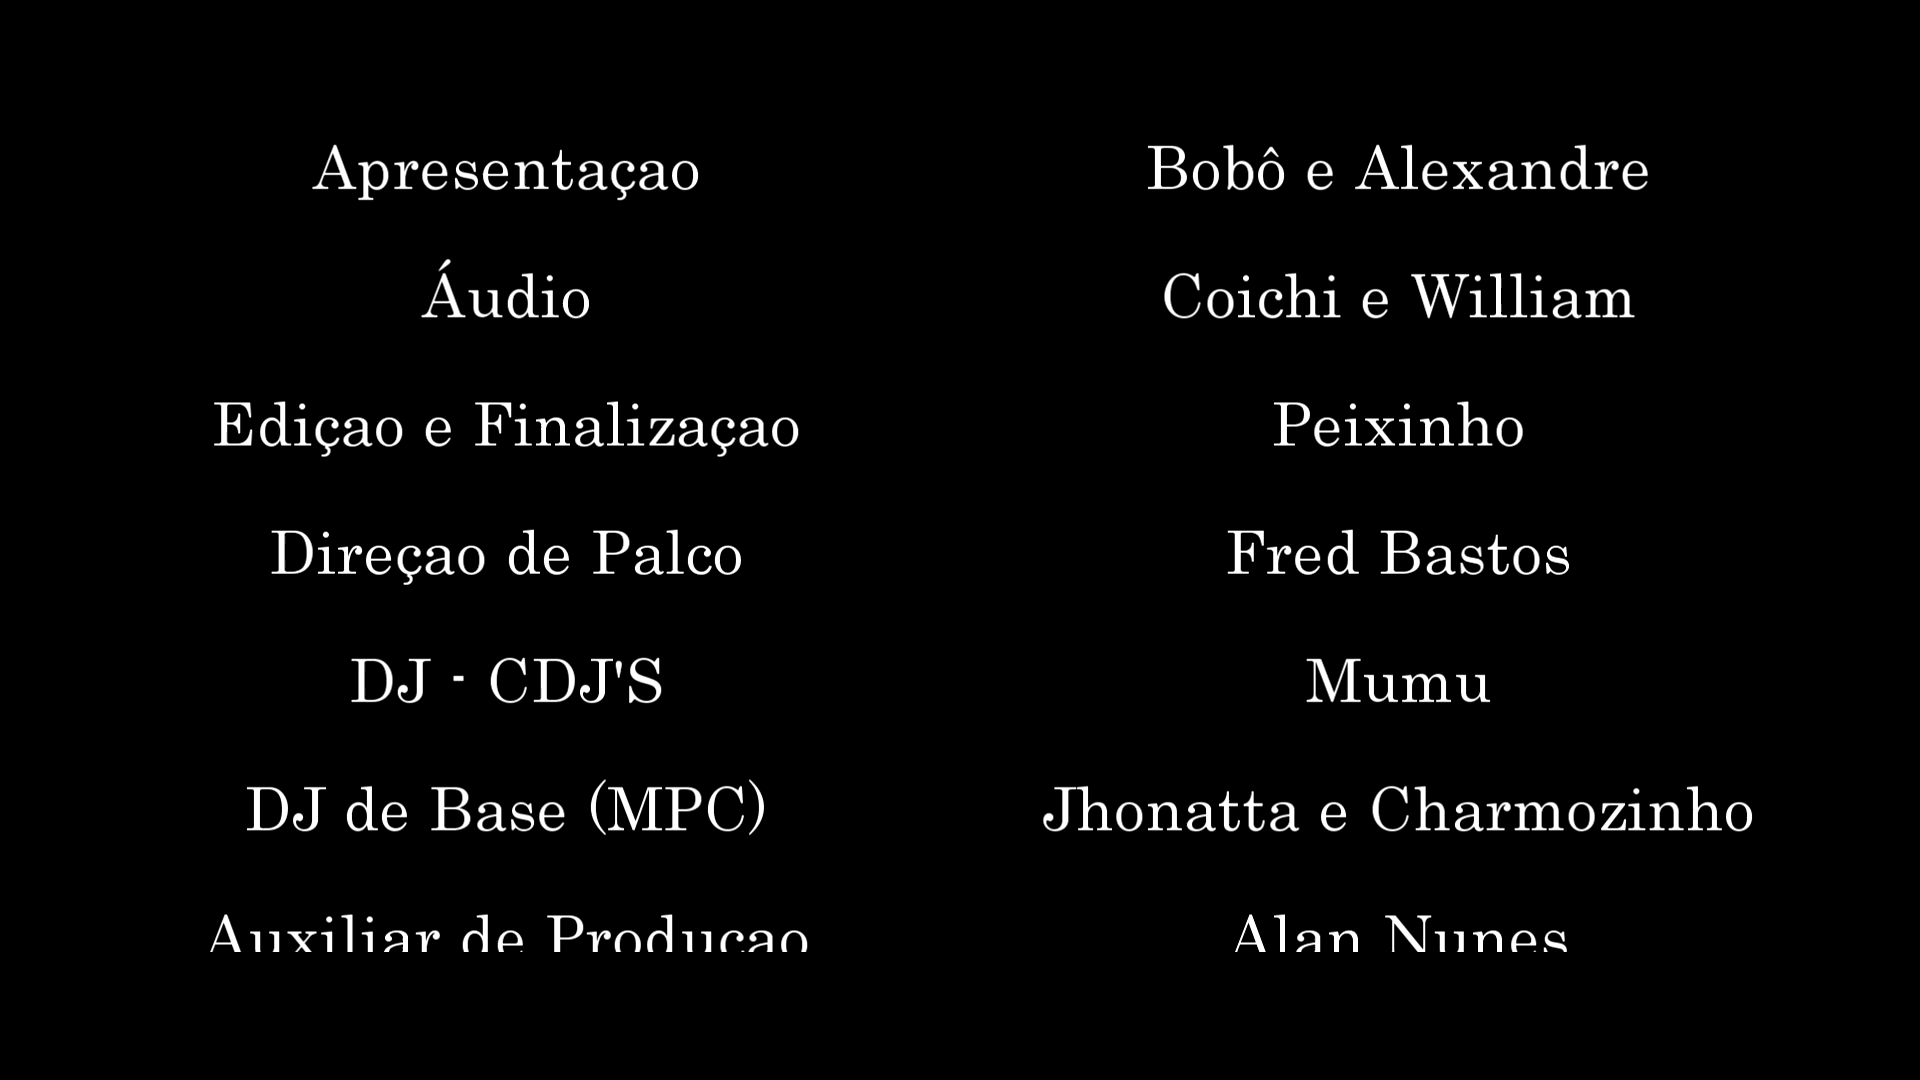 Apresentaçao Bobô e Alexandre
Áudio Coichi e William
Ediçao e Finalizaçao Peixinho
Direçao de Palco Fred Bastos
DJ - CDJ'S Mumu
DJ de Base (MPC) Jhonatta e Charmozinho
Auxiliar de Produçao Alan Nunes